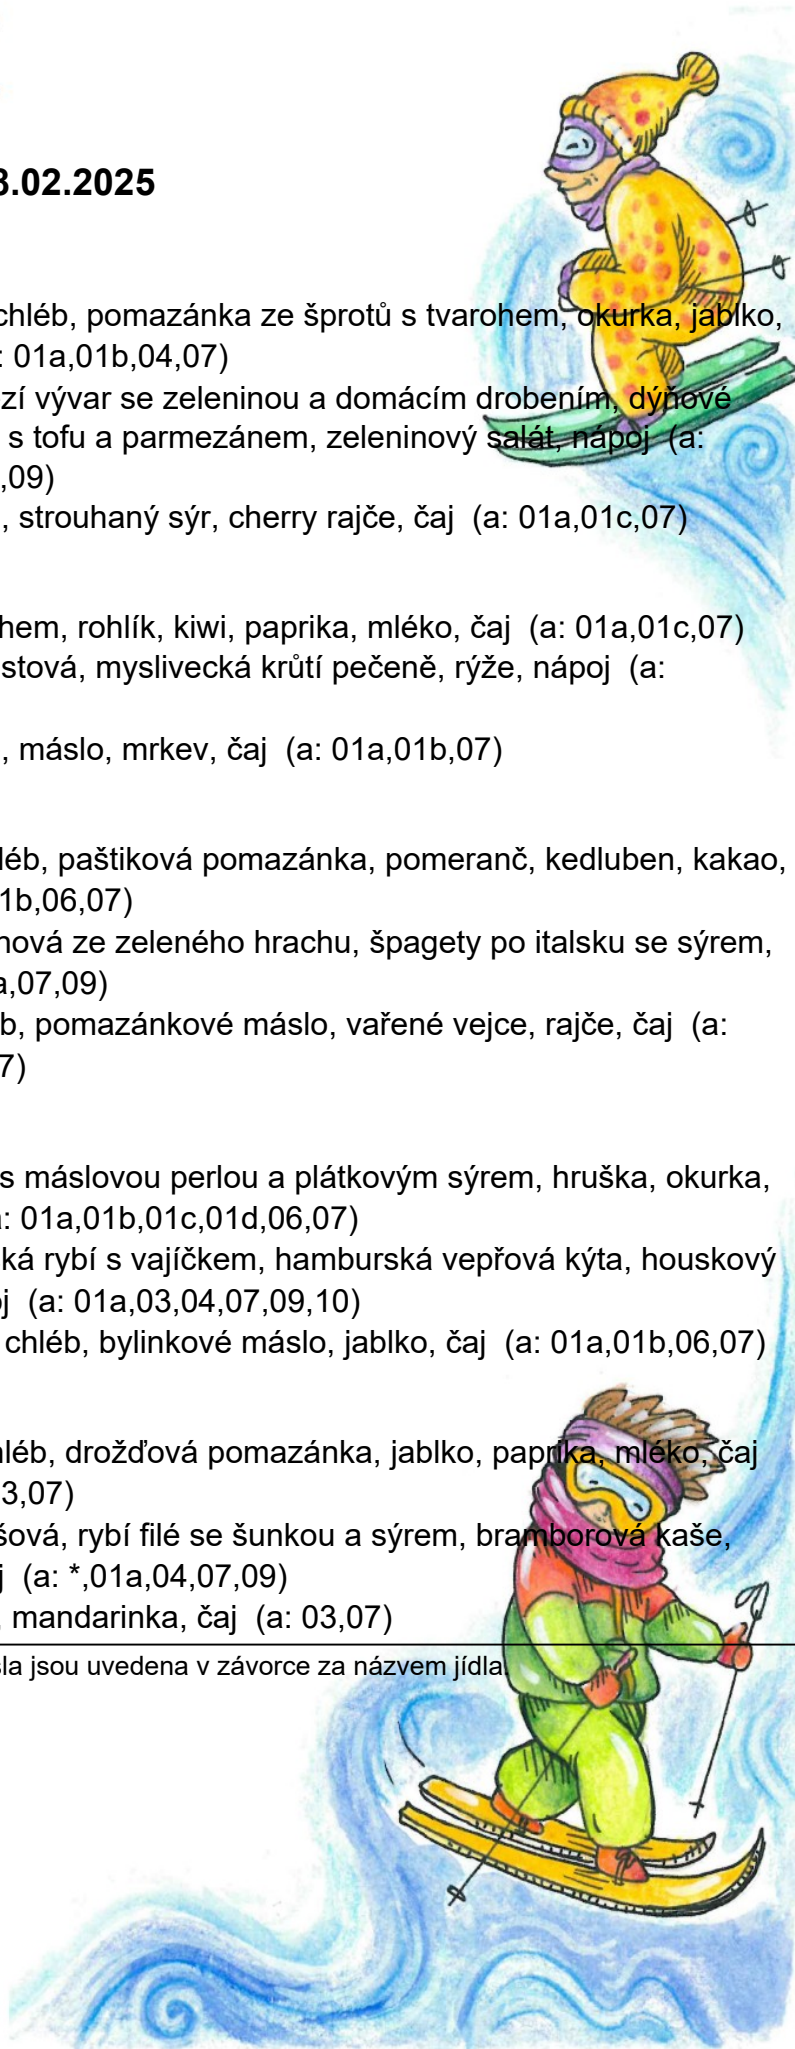 3.02.2025
chléb, pomazánka ze šprotů s tvarohem, okurka, jablko,
: 01a,01b,04,07)
zí vývar se zeleninou a domácím drobením, dýňové
s tofu a parmezánem, zeleninový salát, nápoj (a:
,09)
, strouhaný sýr, cherry rajče, čaj (a: 01a,01c,07)
hem, rohlík, kiwi, paprika, mléko, čaj (a: 01a,01c,07)
stová, myslivecká krůtí pečeně, rýže, nápoj (a:
, máslo, mrkev, čaj (a: 01a,01b,07)
léb, paštiková pomazánka, pomeranč, kedluben, kakao,
1b,06,07)
nová ze zeleného hrachu, špagety po italsku se sýrem,
a,07,09)
b, pomazánkové máslo, vařené vejce, rajče, čaj (a:
7)
s máslovou perlou a plátkovým sýrem, hruška, okurka,
a: 01a,01b,01c,01d,06,07)
ká rybí s vajíčkem, hamburská vepřová kýta, houskový
oj (a: 01a,03,04,07,09,10)
chléb, bylinkové máslo, jablko, čaj (a: 01a,01b,06,07)
hléb, drožďová pomazánka, jablko, paprika, mléko, čaj
3,07)
šová, rybí filé se šunkou a sýrem, bramborová kaše,
j (a: *,01a,04,07,09)
, mandarinka, čaj (a: 03,07)
sla jsou uvedena v závorce za názvem jídla.